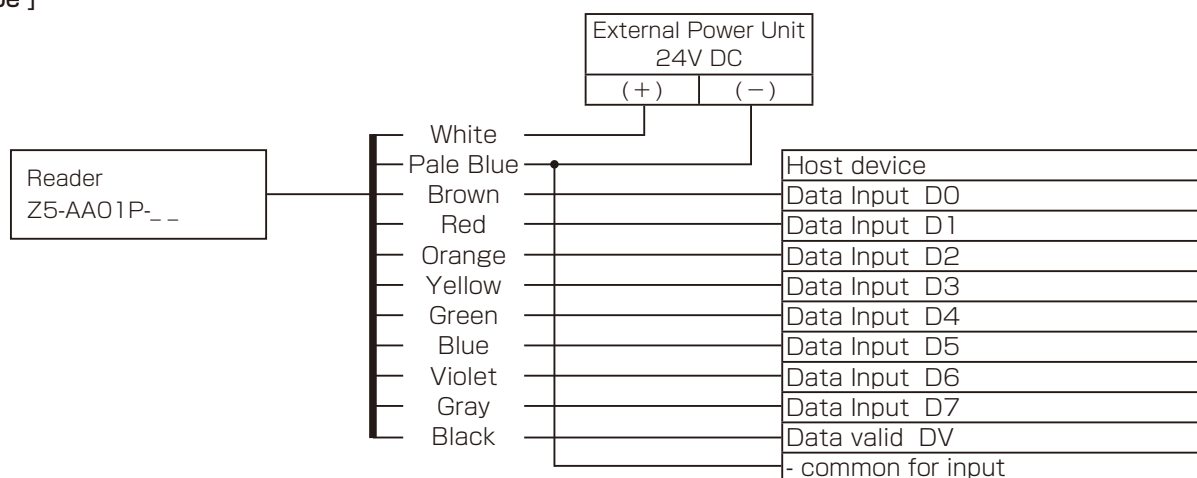 External Power Unit
24V DC
(+) (−)
Reader
Z5-AA01P-_ _
White
Pale Blue
Brown
Red
Orange
Yellow
Green
Blue
Violet
Gray
Black
Host device
Data Input D0
Data Input D1
Data Input D2
Data Input D3
Data Input D4
Data Input D5
Data Input D6
Data Input D7
Data valid DV
- common for input